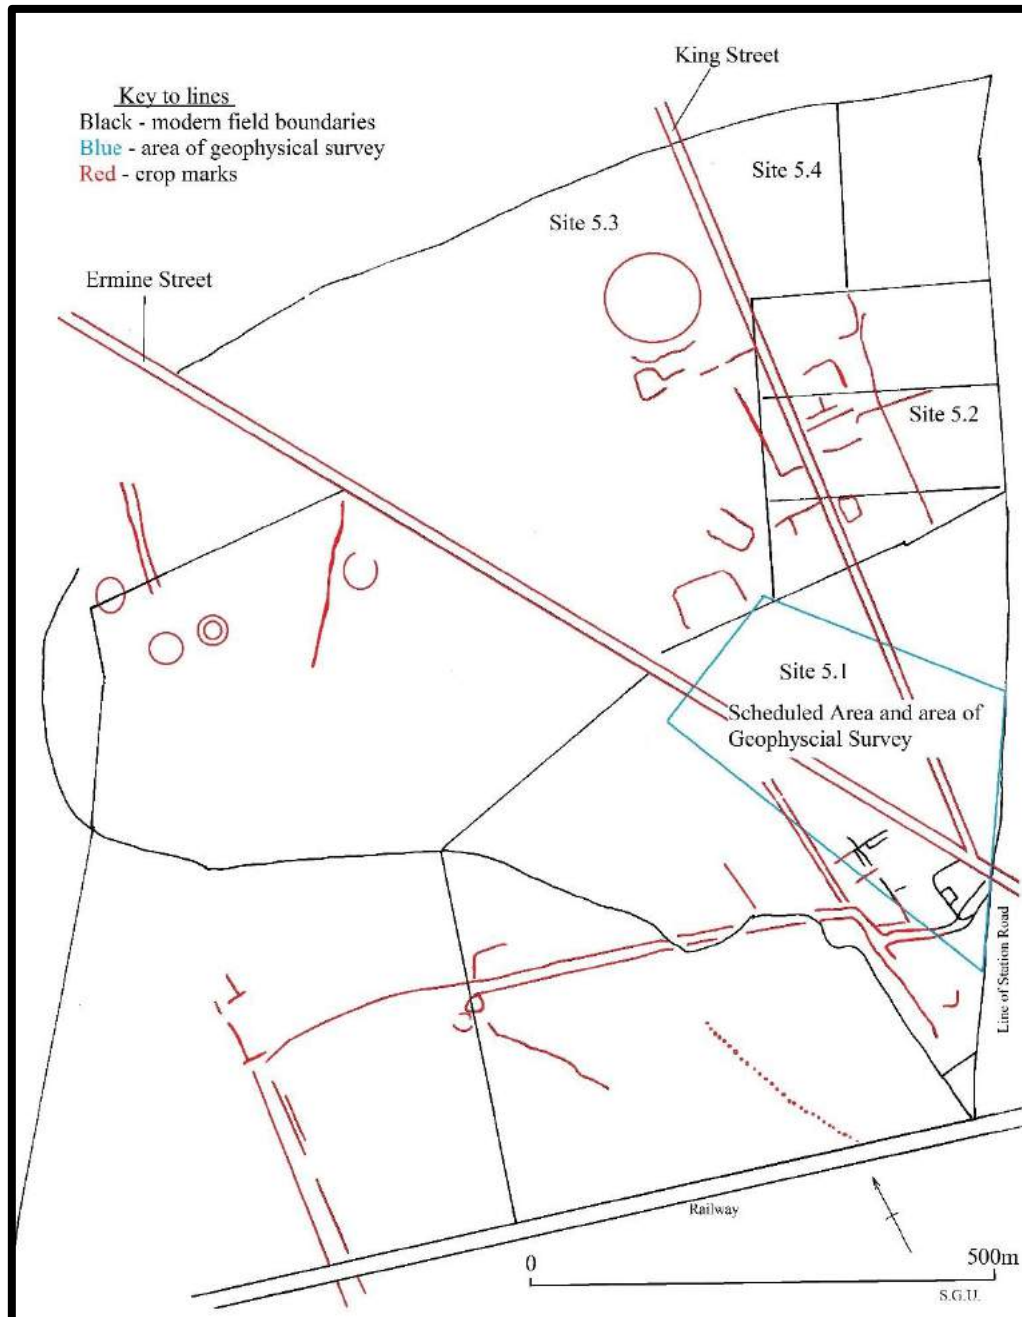 King Street
Key to lines
Black - modern field boundaries
Blue - area of geophysical survey
Red - crop marks
Site 5.4
Site 5.3
Ermine Street
Site 5.2
Site 5.1
Scheduled Area and area of
Geophyscial Survey
Line of Station Road
Railway
0
500m
S.G.U.